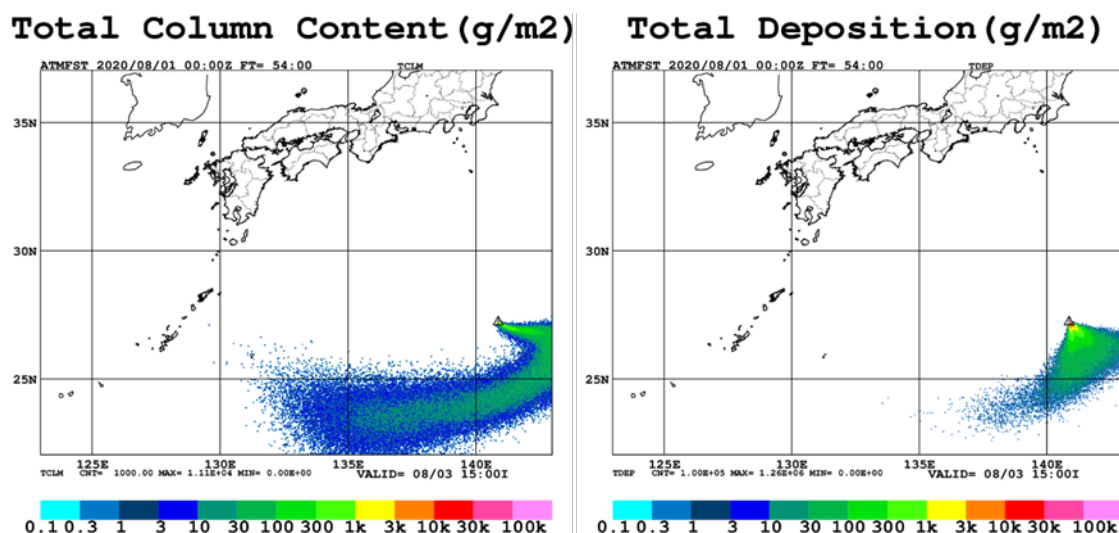 Total Column Content(g/m2)
ATMFST 2020/08/01 00:00Z FT= 54:00 TCLM
35N
30N
25N
125E 130E 135E 140E
TCLM CNT= 1000.00 MAX= 1.11E+04 MIN= 0.00E+00 VALID= 08/03 15:00I
0.1 0.3 1 3 10 30 100 300 1k 3k 10k 30k 100k
Total Deposition(g/m2)
ATMFST 2020/08/01 00:00Z FT= 54:00 TDEP
35N
30N
25N
125E 130E 135E 140E
TDEP CNT= 1.00E+05 MAX= 1.26E+06 MIN= 0.00E+00 VALID= 08/03 15:00I
0.1 0.3 1 3 10 30 100 300 1k 3k 10k 30k 100k